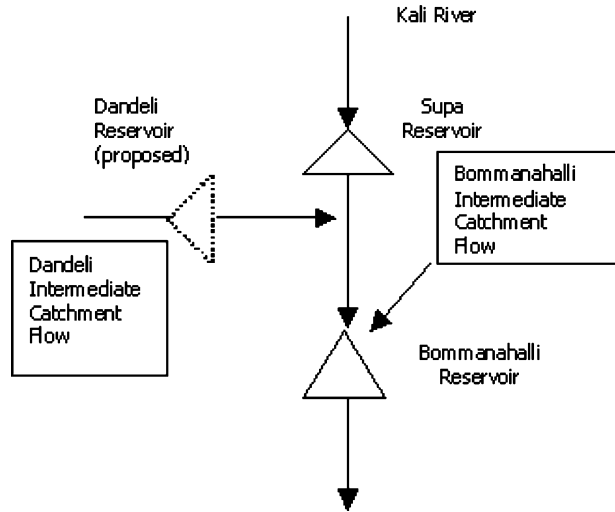 Kali River
Dandeli
Reservoir
(proposed)
Supa
Reservoir
Bommanahalli
Intermediate
Catchment
Flow
Dandeli
Intermediate
Catchment
Flow
Bommanahalli
Reservoir